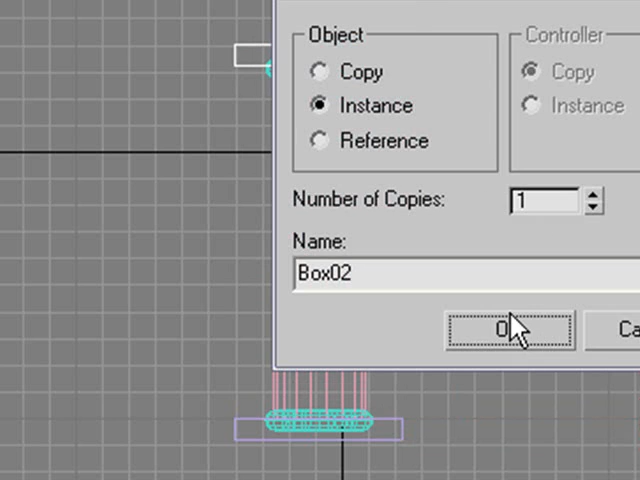 Object
Controller
Copy
Copy
Instance
Instance
Reference
Number of Copies:
1
Name:
Box02